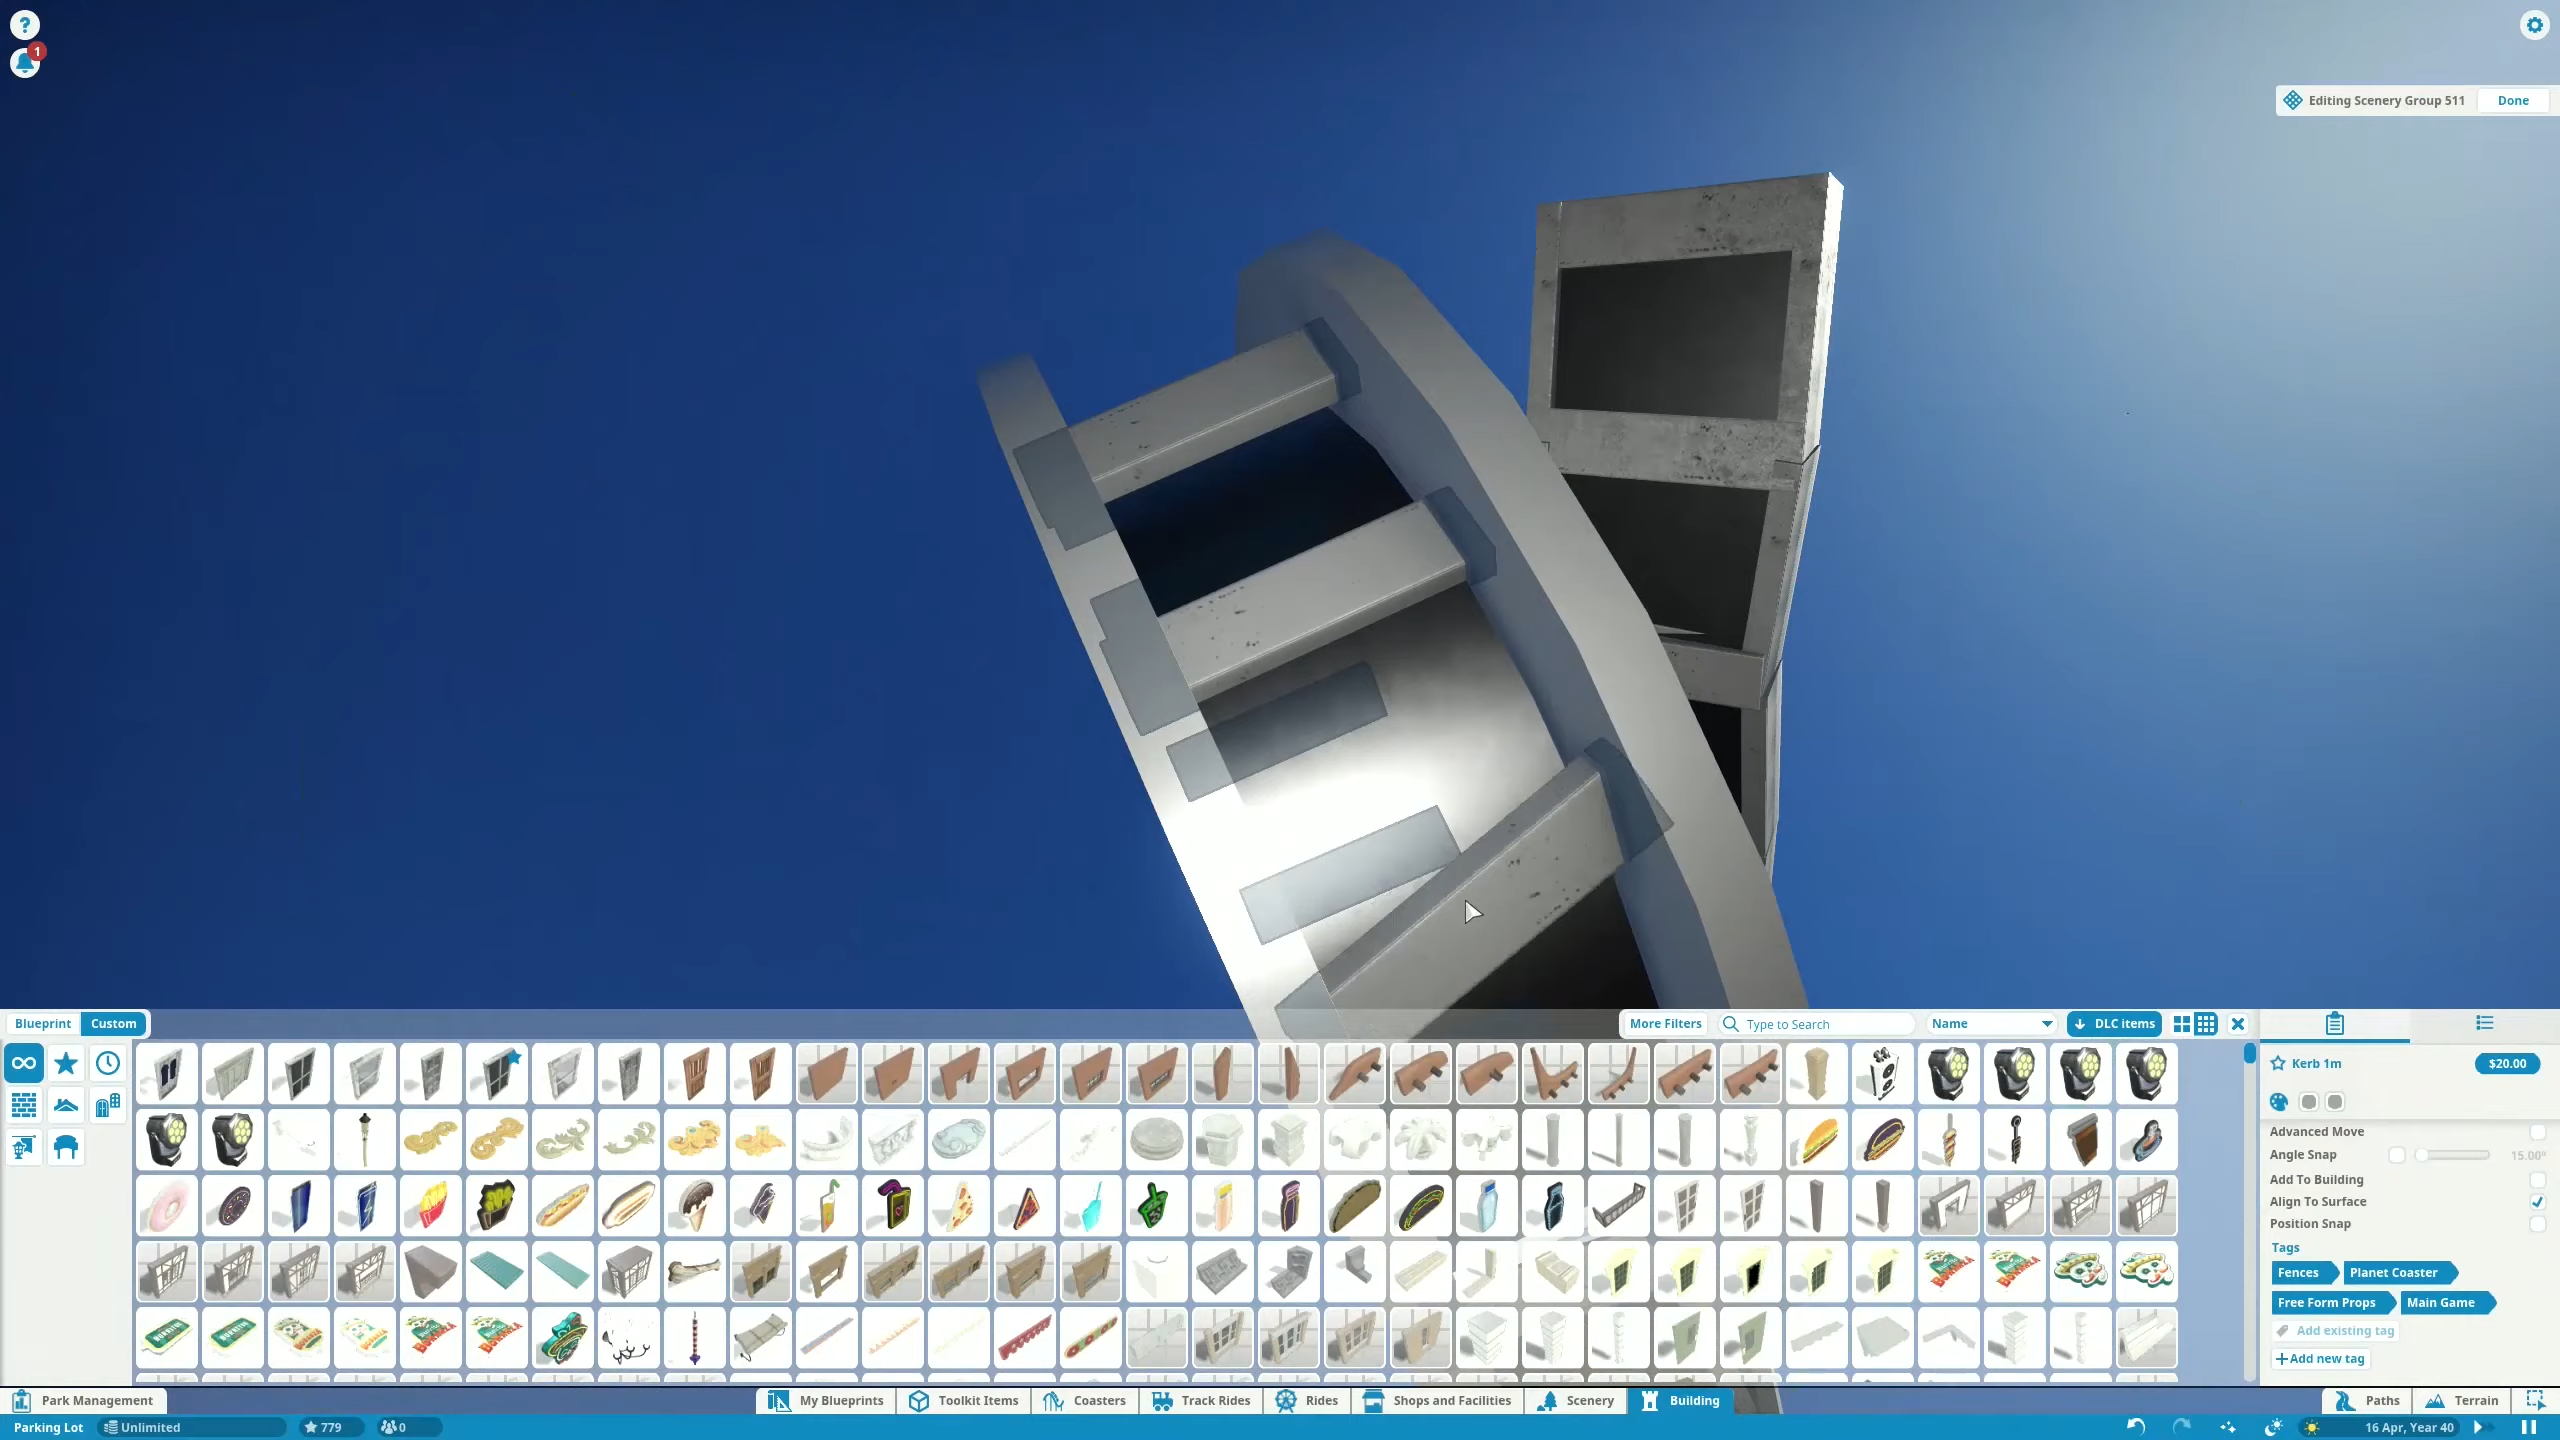 ?
1
Editing Scenery Group 511
Done
Blueprint
Custom
More Filters
Type to Search
Name
DLC items
Kerb 1m
$20.00
Advanced Move
Angle Snap
15.00°
Add To Building
Align To Surface
Position Snap
Tags
Fences
Planet Coaster
Free Form Props
Main Game
Add existing tag
+Add new tag
Park Management
My Blueprints
Toolkit Items
Coasters
Track Rides
Rides
Shops and Facilities
Scenery
Building
Paths
Terrain
Parking Lot
Unlimited
779
0
16 Apr, Year 40